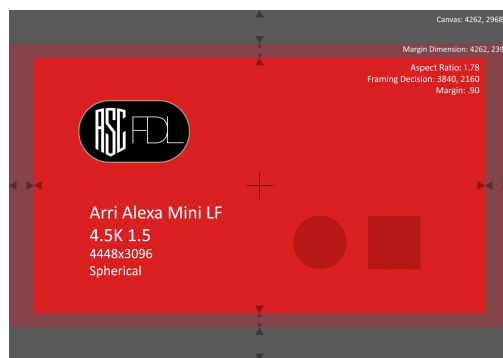 Canvas: 4262, 2968
Margin Dimension: 4262, 239
Aspect Ratio: 1.78
Framing Decision: 3840, 2160
Margin: .90
ASC FDL
Arri Alexa Mini LF
4.5K 1.5
4448x3096
Spherical